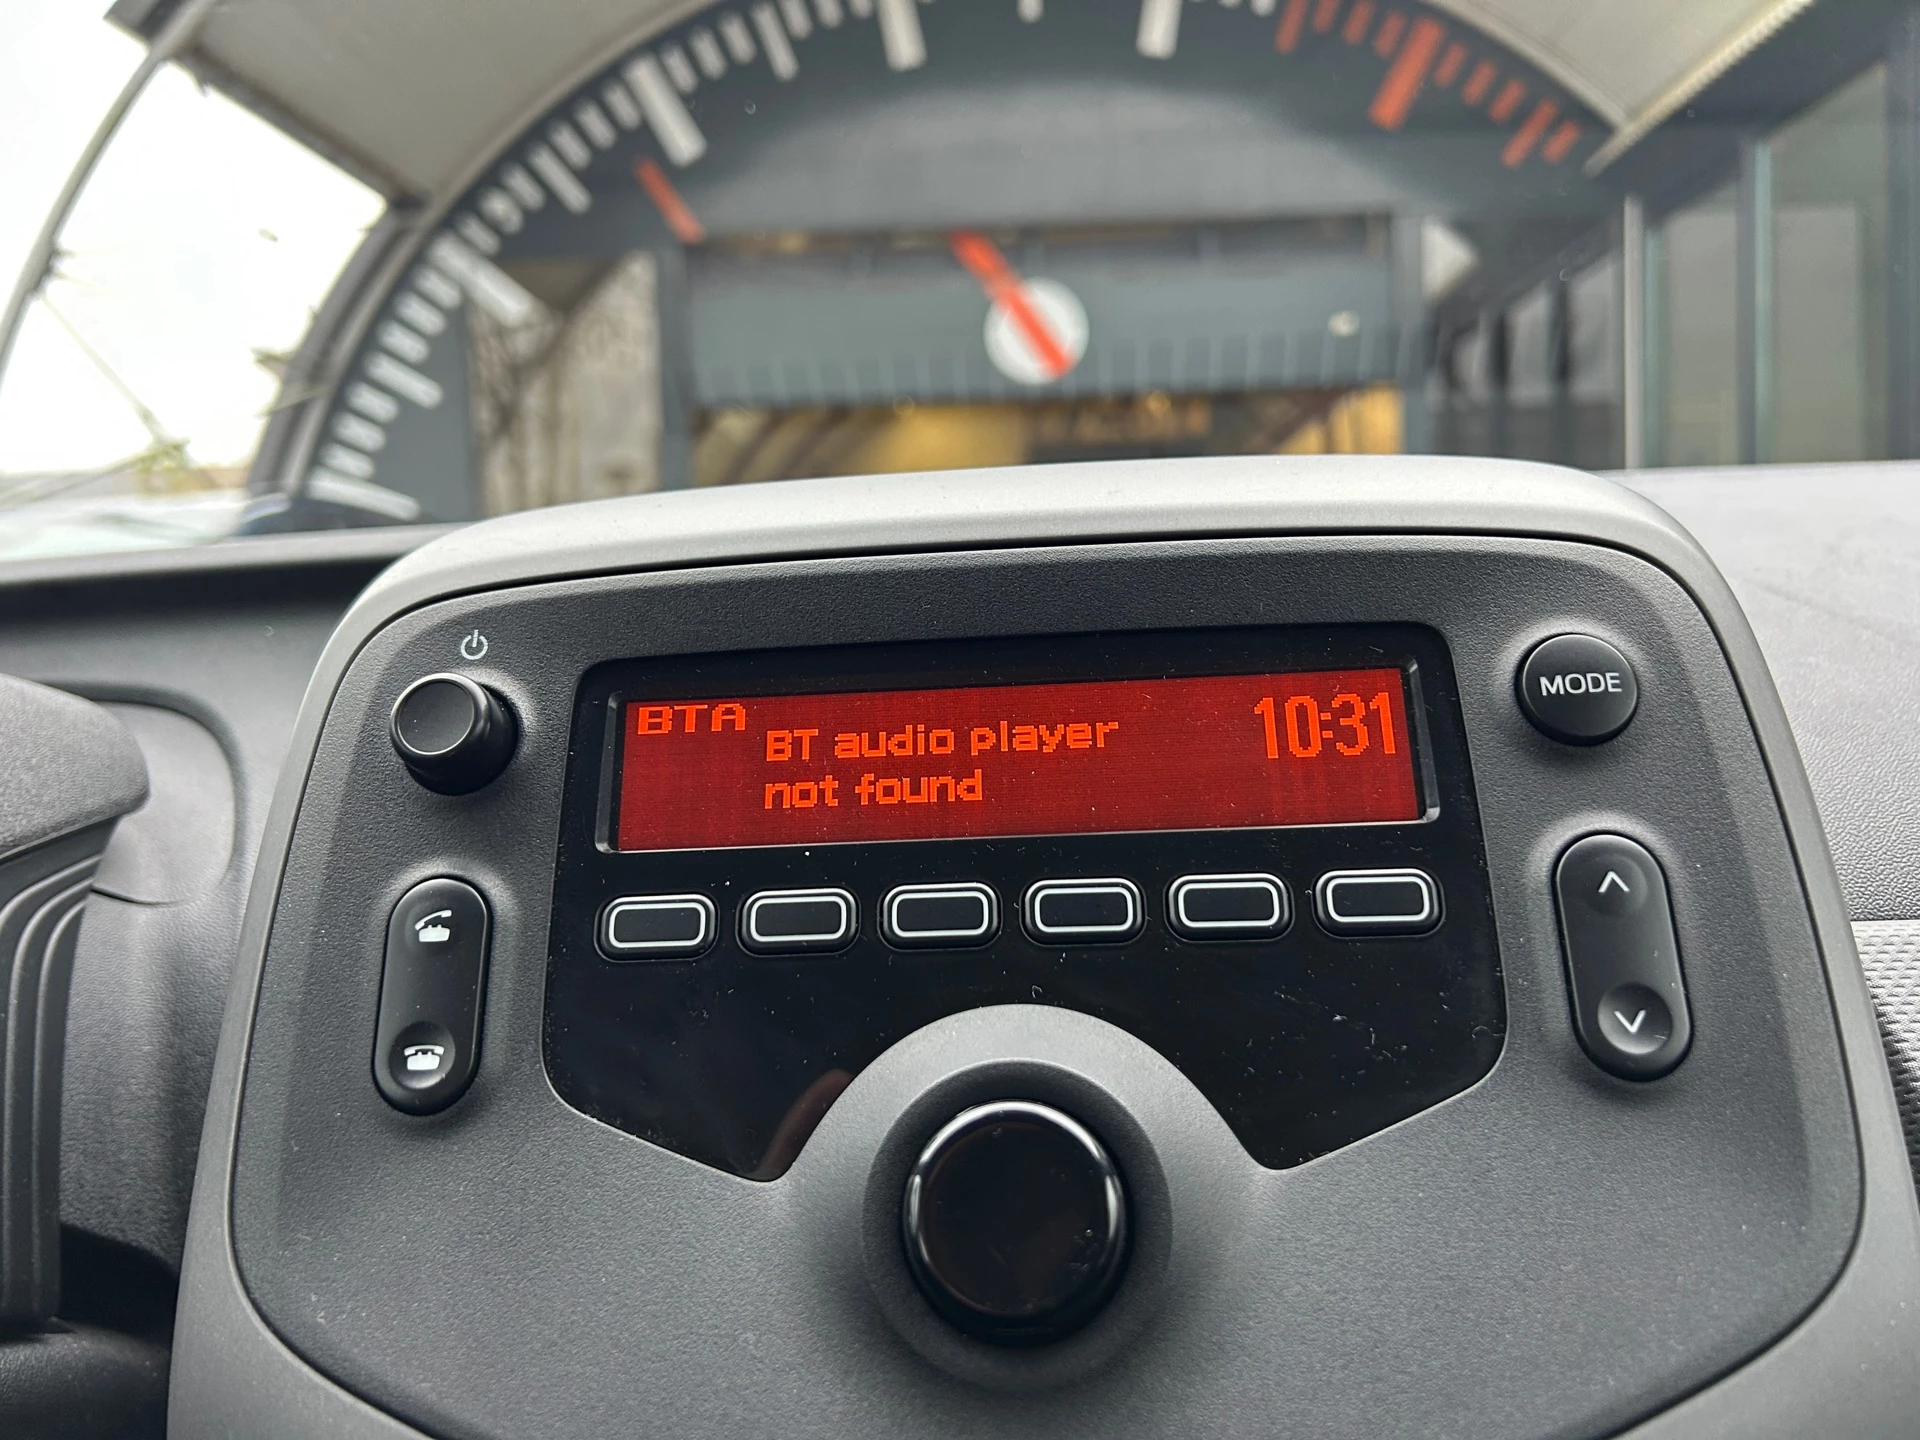 BTA
BT audio player
not found
10:31
MODE